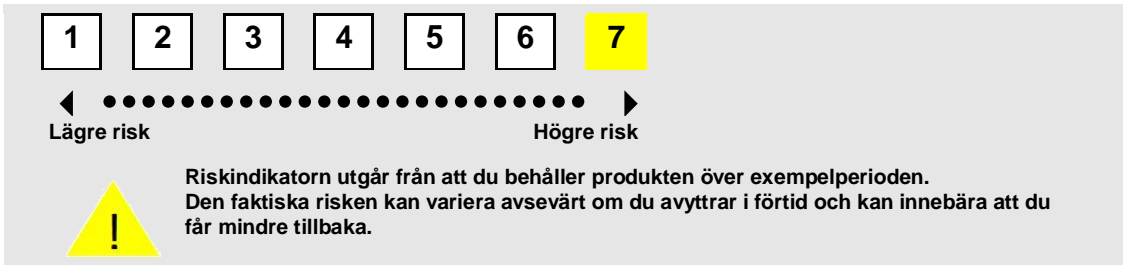 1 2 3 4 5 6 7
Lägre risk Högre risk
Riskindikatorn utgår från att du behåller produkten över exempelperioden.
Den faktiska risken kan variera avsevärt om du avyttrar i förtid och kan innebära att du
får mindre tillbaka.
!